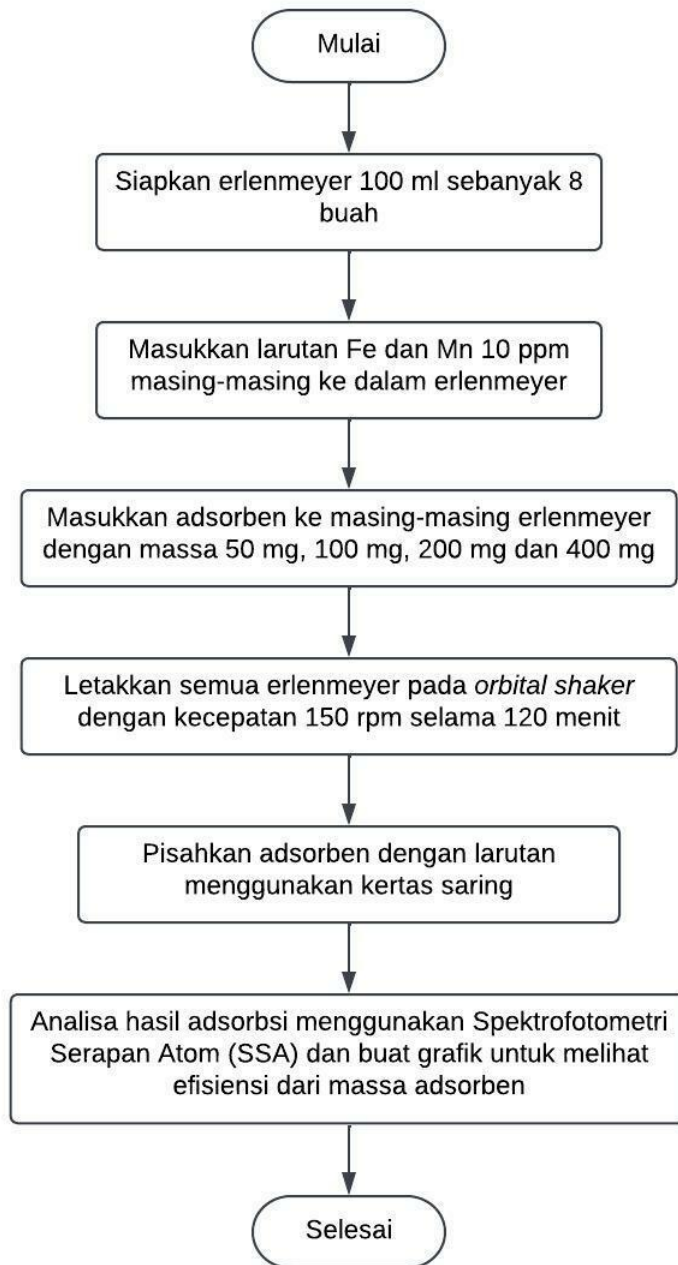 Mulai
Siapkan erlenmeyer 100 ml sebanyak 8
buah
Masukkan larutan Fe dan Mn 10 ppm
masing-masing ke dalam erlenmeyer
Masukkan adsorben ke masing-masing erlenmeyer
dengan massa 50 mg, 100 mg, 200 mg dan 400 mg
Letakkan semua erlenmeyer pada orbital shaker
dengan kecepatan 150 rpm selama 120 menit
Pisahkan adsorben dengan larutan
menggunakan kertas saring
Analisa hasil adsorbsi menggunakan Spektrofotometri
Serapan Atom (SSA) dan buat grafik untuk melihat
efisiensi dari massa adsorben
Selesai